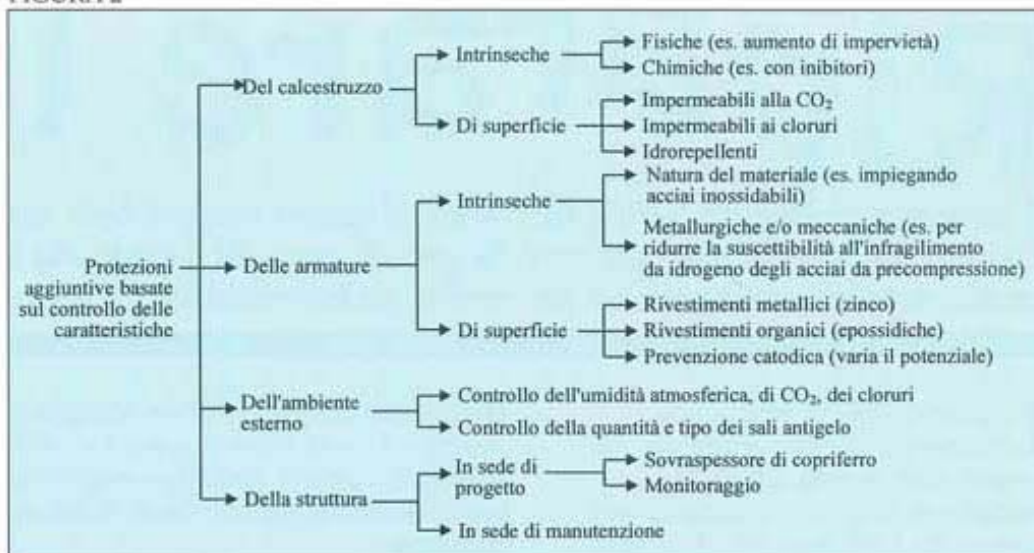 Fisiche (es. aumento di impervietà)
Intrinseche
Chimiche (es. con inibitori)
Del calcestruzzo
Impermeabili alla CO₂
Di superficie
Impermeabili ai cloruri
Idrorepellenti
Natura del materiale (es. impiegando
acciai inossidabili)
Intrinseche
Metallurgiche e/o meccaniche (es. per
ridurre la suscettibilità all'infragilimento
da idrogeno degli acciai da precompressione)
Protezioni
aggiuntive basate
sul controllo delle
caratteristiche
Delle armature
Rivestimenti metallici (zinco)
Di superficie
Rivestimenti organici (epossidiche)
Prevenzione catodica (varia il potenziale)
Dell'ambiente
esterno
Controllo dell'umidità atmosferica, di CO₂, dei cloruri
Controllo della quantità e tipo dei sali antigelo
Della struttura
In sede di
progetto
Sovraspessore di copriferro
Monitoraggio
In sede di manutenzione